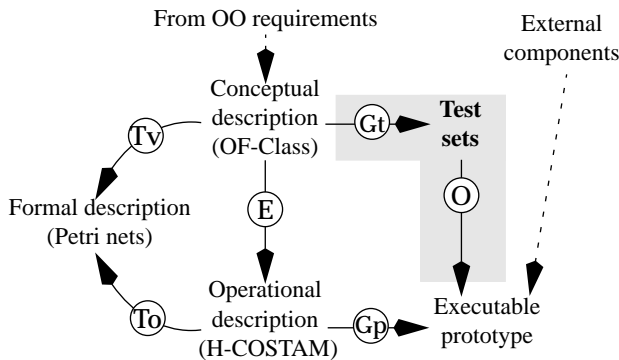 From OO requirements
External
components
Conceptual
description
(OF-Class)
Gt
Test
sets
Tv
Formal description
(Petri nets)
E
O
To
Operational
description
(H-COSTAM)
Gp
Executable
prototype